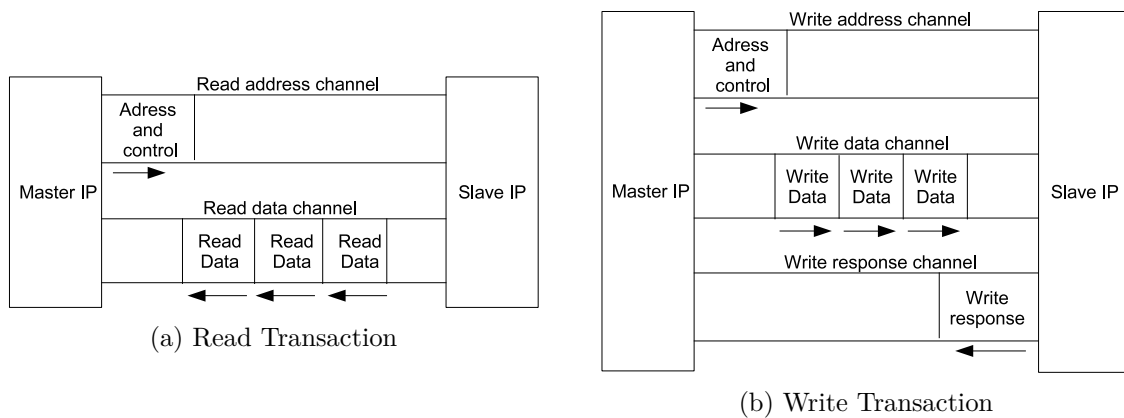 Read address channel
Adress
and
control
Master IP
Slave IP
Read data channel
Read
Data
Read
Data
Read
Data
(a) Read Transaction
Write address channel
Adress
and
control
Write data channel
Master IP
Write
Data
Write
Data
Write
Data
Slave IP
Write response channel
Write
response
(b) Write Transaction